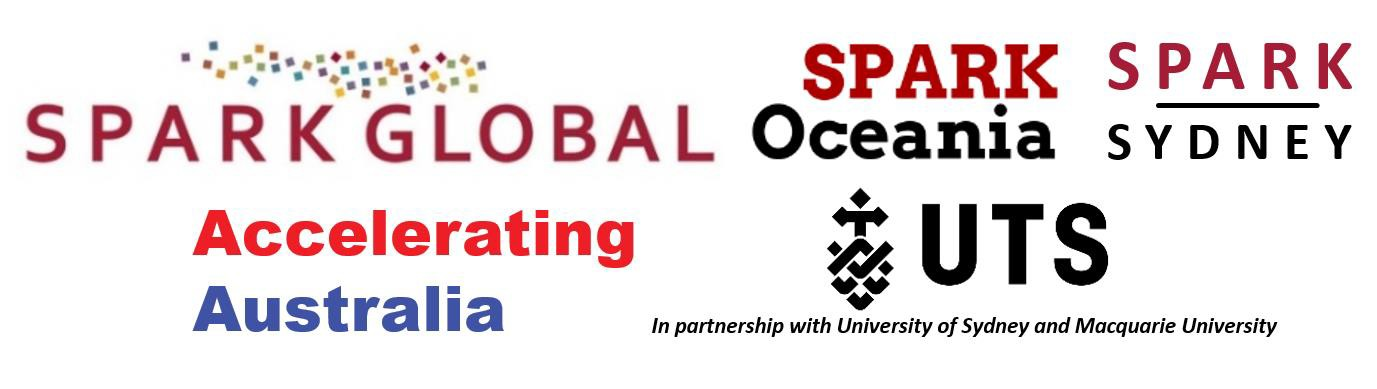 SPARK GLOBAL
SPARK
Oceania
SPARK
SYDNEY
Accelerating
Australia
UTS
In partnership with University of Sydney and Macquarie University